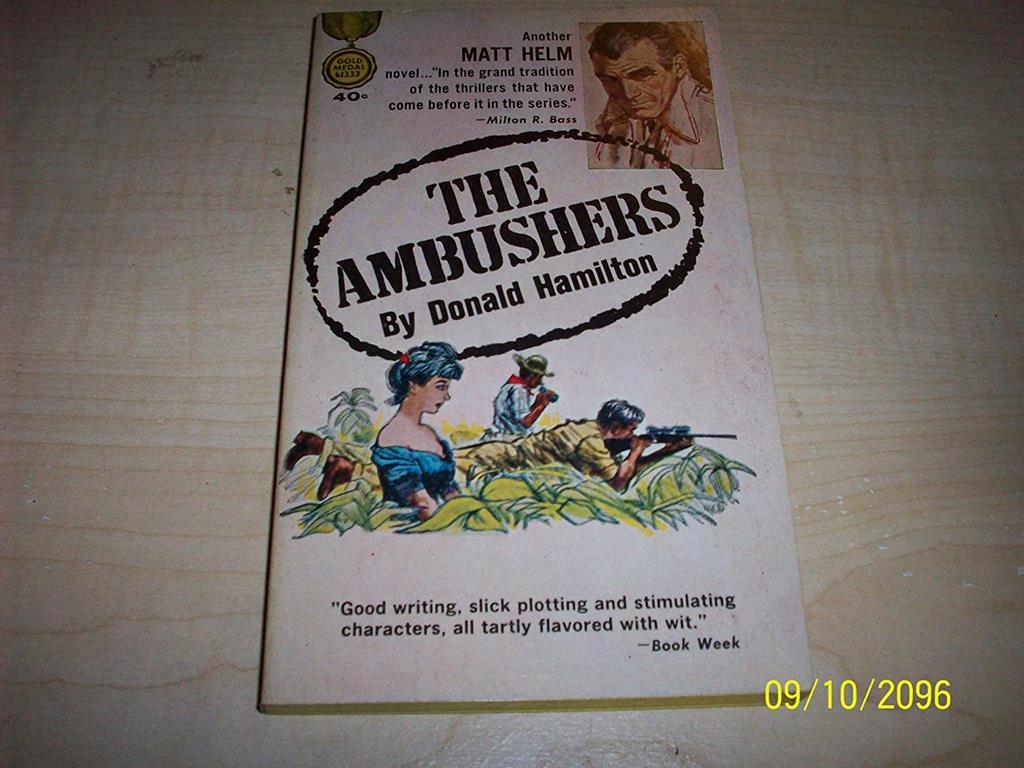 GOLD
MEDAL
k1333
40c
Another
MATT HELM
novel..."In the grand tradition
of the thrillers that have
come before it in the series."
—Milton R. Bass
THE
AMBUSHERS
By Donald Hamilton
"Good writing, slick plotting and stimulating
characters, all tartly flavored with wit."
—Book Week
09/10/2096